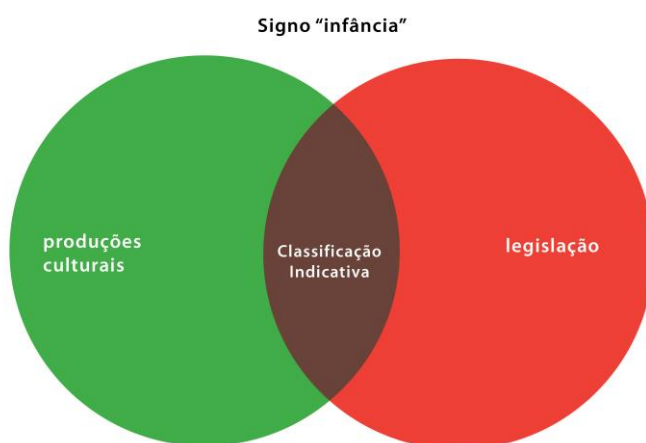 Signo “infância”
produções
culturais
Classificação
Indicativa
legislação